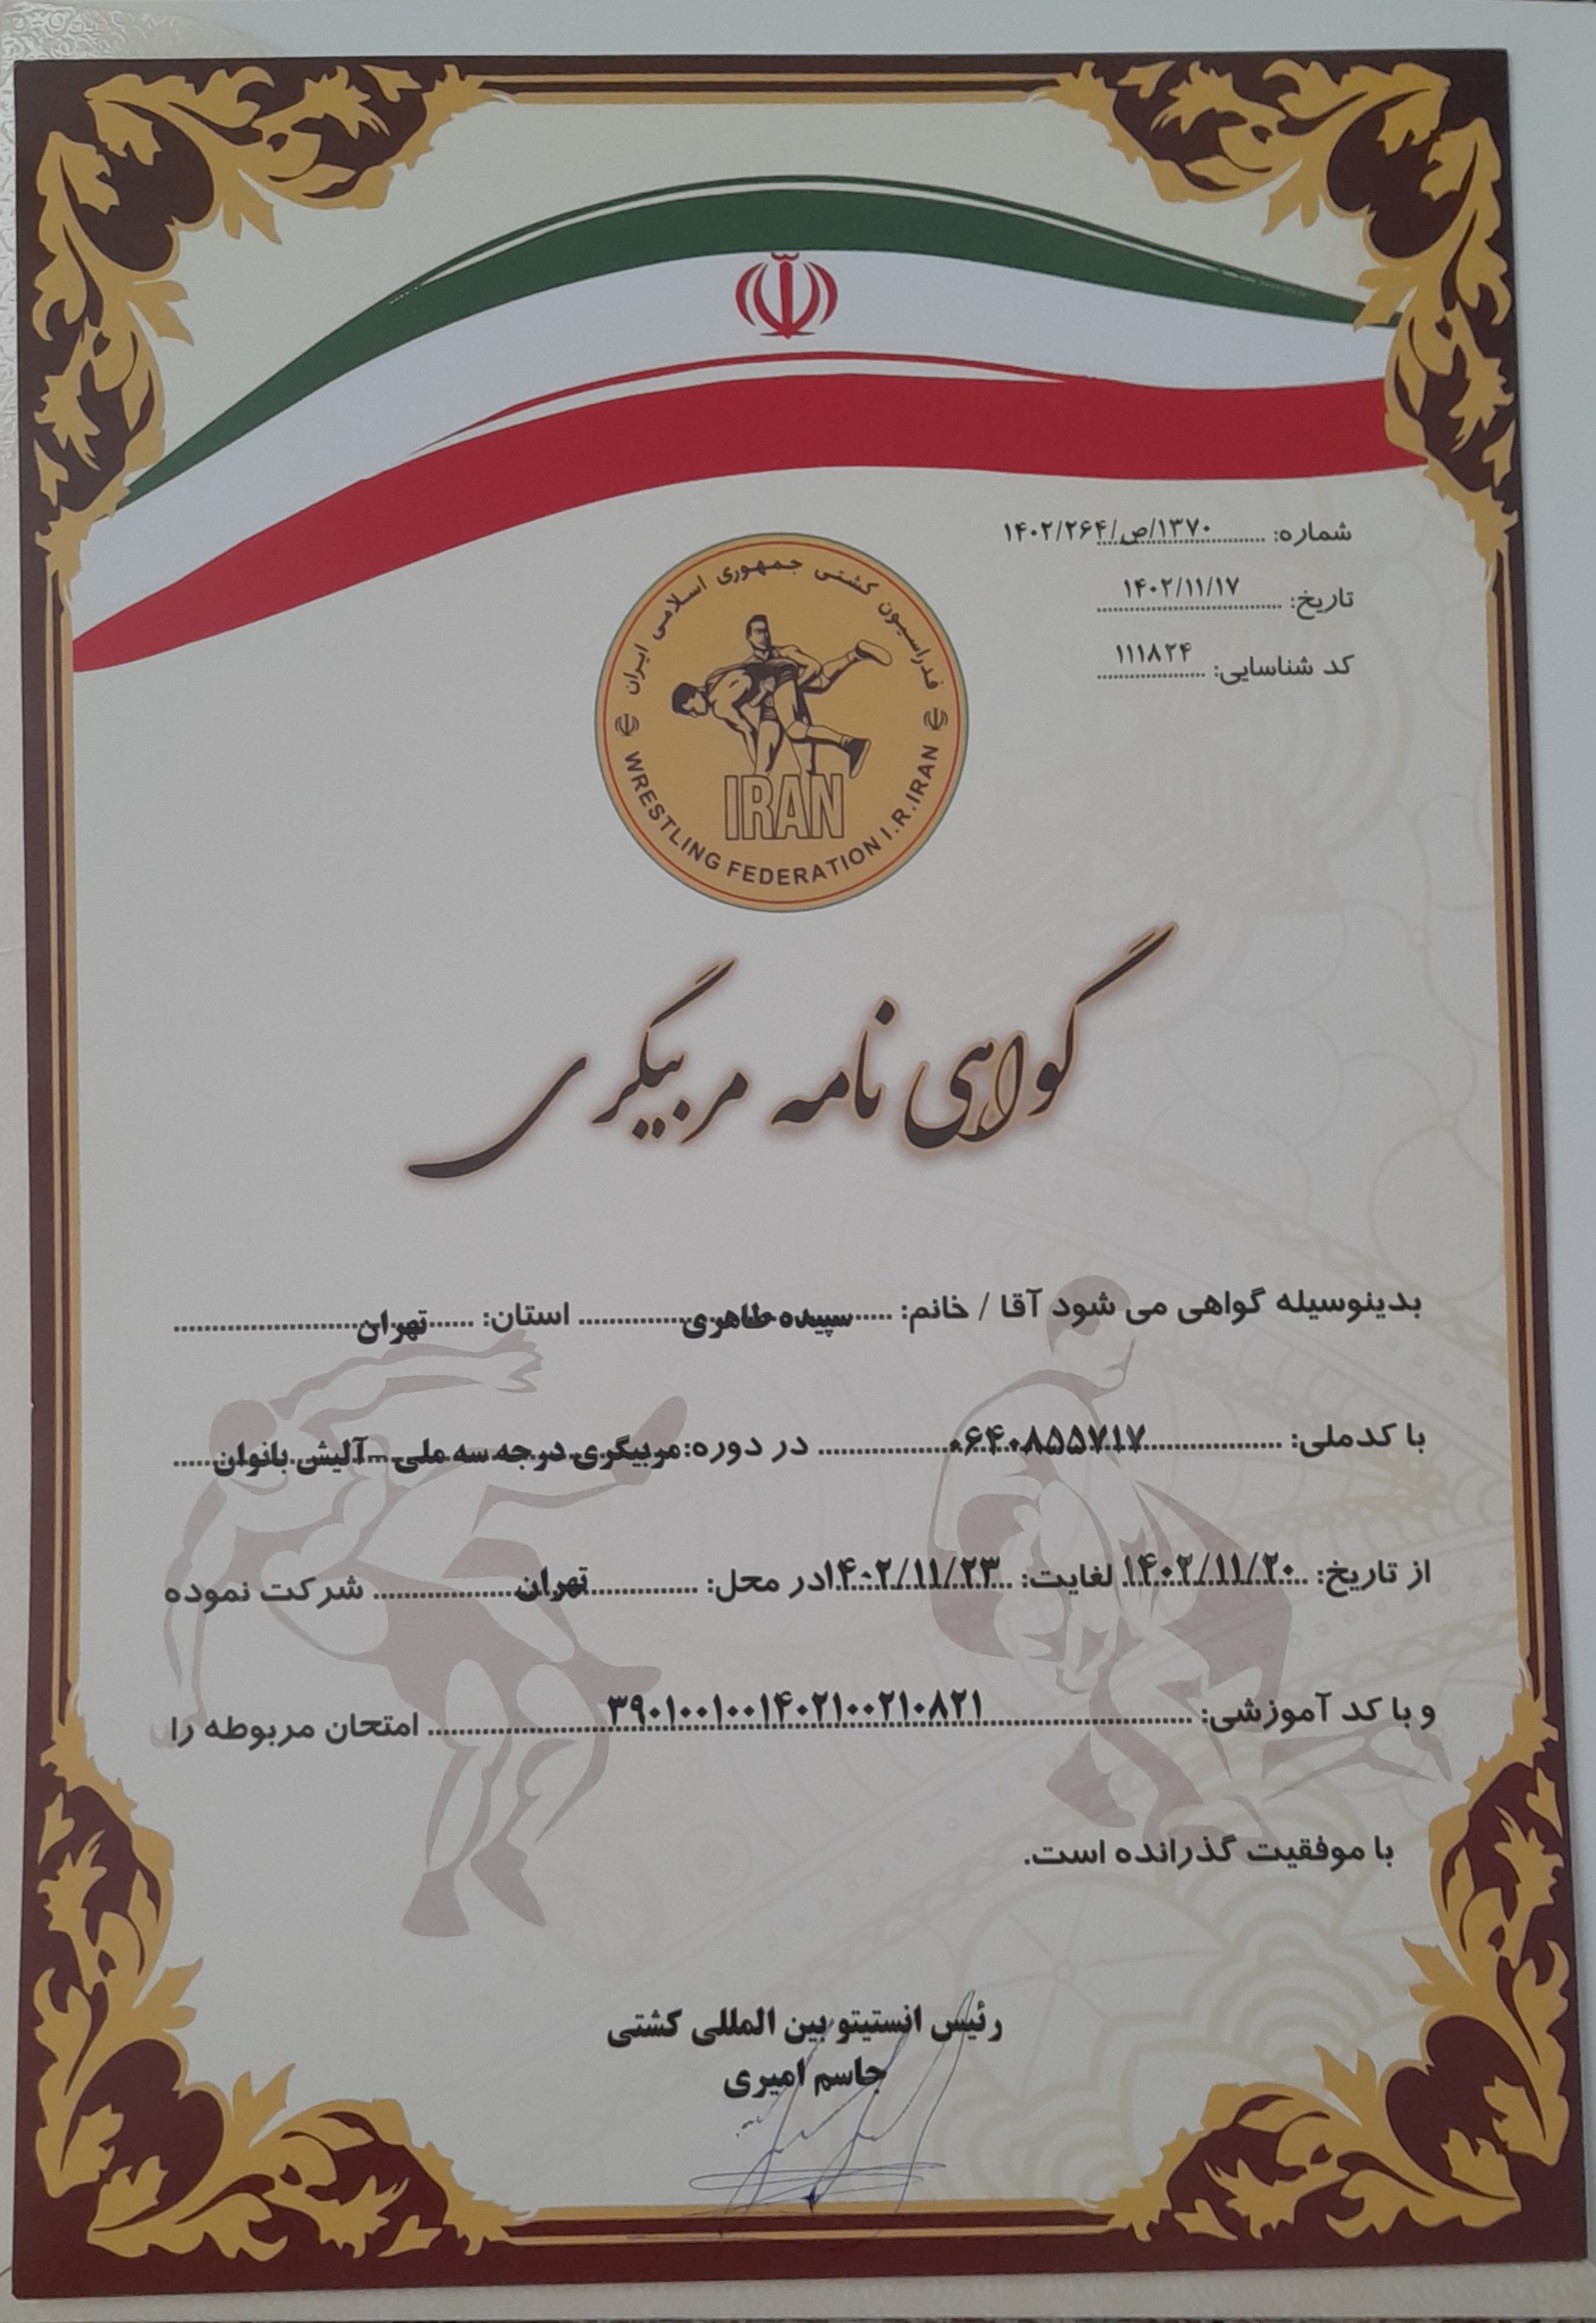 شماره: ۱۳۷۰/ص/۱۴۰۲/۲۶۴
تاریخ: ۱۴۰۲/۱۱/۱۷
کد شناسایی: ۱۱۱۸۲۴
فدراسیون کشتی جمهوری اسلامی ایران
IRAN
WRESTLING FEDERATION I.R.IRAN
گواهی نامه مربیگری
بدینوسیله گواهی می شود آقا / خانم: سپیده طاهری استان: تهران
با کدملی: ۰۶۴۰۸۵۵۷۱۷ در دوره: مربیگری درجه سه ملی - آلیش بانوان
از تاریخ: ۱۴۰۲/۱۱/۲۰ لغایت: ۱۴۰۲/۱۱/۲۳ در محل: تهران شرکت نموده
و با کد آموزشی: ۳۹۰۱۰۰۱۰۰۱۴۰۲۱۰۰۲۱۰۸۲۱ امتحان مربوطه را
با موفقیت گذرانده است.
رئیس انستیتو بین المللی کشتی
جاسم امیری